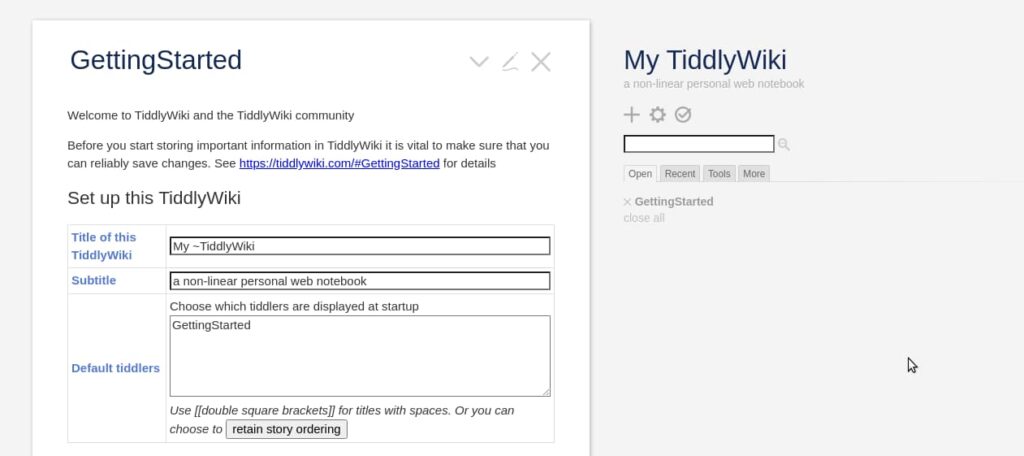 GettingStarted
Welcome to TiddlyWiki and the TiddlyWiki community
Before you start storing important information in TiddlyWiki it is vital to make sure that you
can reliably save changes. See https://tiddlywiki.com/#GettingStarted for details
Set up this TiddlyWiki
Title of this
TiddlyWiki
My ~TiddlyWiki
Subtitle
a non-linear personal web notebook
Default tiddlers
Choose which tiddlers are displayed at startup
GettingStarted
Use [[double square brackets]] for titles with spaces. Or you can
choose to retain story ordering
My TiddlyWiki
a non-linear personal web notebook
Open Recent Tools More
GettingStarted
close all